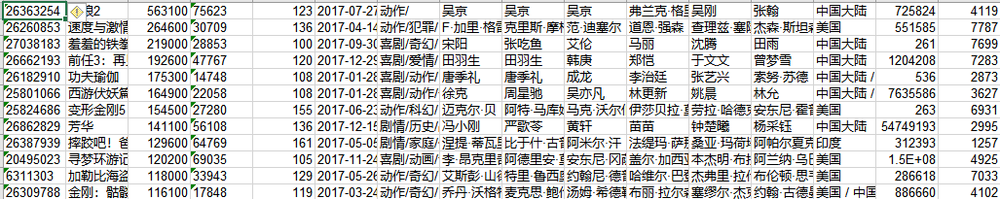 26363254 狼2 563100 75623 123 2017-07-27 动作/ 吴京 吴京 吴京 弗兰克·格里 吴刚 张翰 中国大陆 725824 4119
26260853 速度与激情 264600 30709 136 2017-04-14 动作/犯罪/ F·加里·格雷 克里斯·摩根 范·迪塞尔 道恩·强森 查理兹·塞隆 杰森·斯坦森 美国 551585 7787
27038183 羞羞的铁拳 219000 28853 100 2017-09-30 喜剧/奇幻/ 宋阳 张吃鱼 艾伦 马丽 沈腾 田雨 中国大陆 261 7699
26662193 前任3：再 192600 47767 120 2017-12-29 喜剧/爱情/ 田羽生 田羽生 韩庚 郑恺 于文文 曾梦雪 中国大陆 1204208 7283
26182910 功夫瑜伽 175300 4748 108 2017-01-28 喜剧/动作/ 唐季礼 唐季礼 成龙 李治廷 张艺兴 索努·苏德 中国大陆 / 536 2873
25801066 西游伏妖篇 164900 22058 108 2017-01-28 喜剧/动作/ 徐克 周星驰 吴亦凡 林更新 姚晨 林允 中国大陆 / 7635586 3627
25824686 变形金刚5 154500 27280 155 2017-06-23 动作/科幻/ 迈克尔·贝 阿特·马库 马克·沃尔 伊莎贝拉· 劳拉·哈德 安东尼·霍 美国 263 6931
26862829 芳华 141100 56108 136 2017-12-15 剧情/历史/ 冯小刚 严歌苓 黄轩 苗苗 钟楚曦 杨采钰 中国大陆 54749193 2995
26387939 摔跤吧！爸 129600 64769 161 2017-05-05 剧情/家庭/ 涅提·蒂瓦 比于什·古 阿米尔·汗 法缇玛·萨 桑亚·玛荷 阿帕尔夏克 印度 312393 1257
20495023 寻梦环游记 120200 69035 105 2017-11-24 喜剧/动画/ 李·昂克里 阿德里安· 安东尼·冈 盖尔·加西 本杰明·布 阿兰纳·乌 美国 1.5E+08 4925
6311303 加勒比海盗 118000 33943 129 2017-05-26 动作/奇幻/ 艾斯彭·山 特里·鲁西 约翰尼·德 哈维尔·巴 杰弗里·拉 布伦顿·思 美国 286618 7033
26309788 金刚：骷髅 116100 17848 119 2017-03-24 动作/奇幻/ 乔丹·沃格 麦克思·鲍 汤姆·希德 布丽·拉尔 塞缪尔·杰 约翰·古德 美国 / 中国 886660 4102